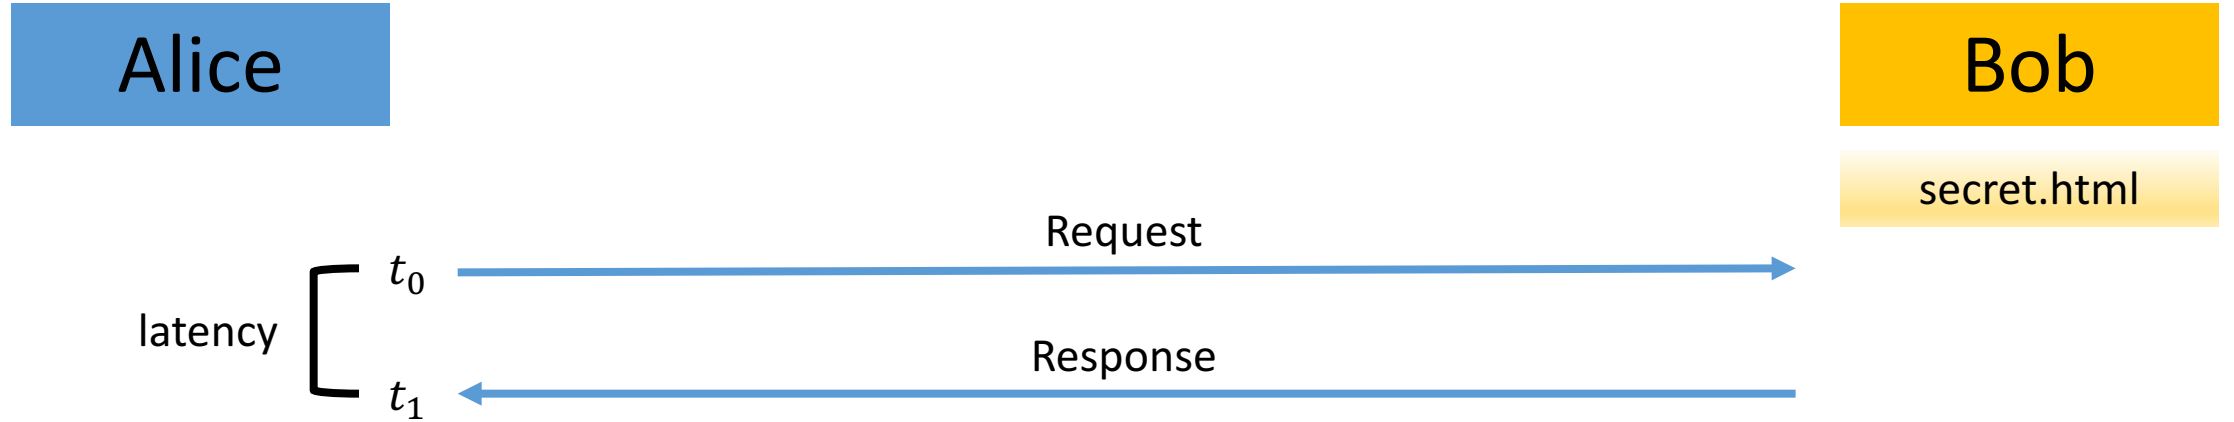 Alice
Bob
secret.html
Request
t₀
latency
Response
t₁